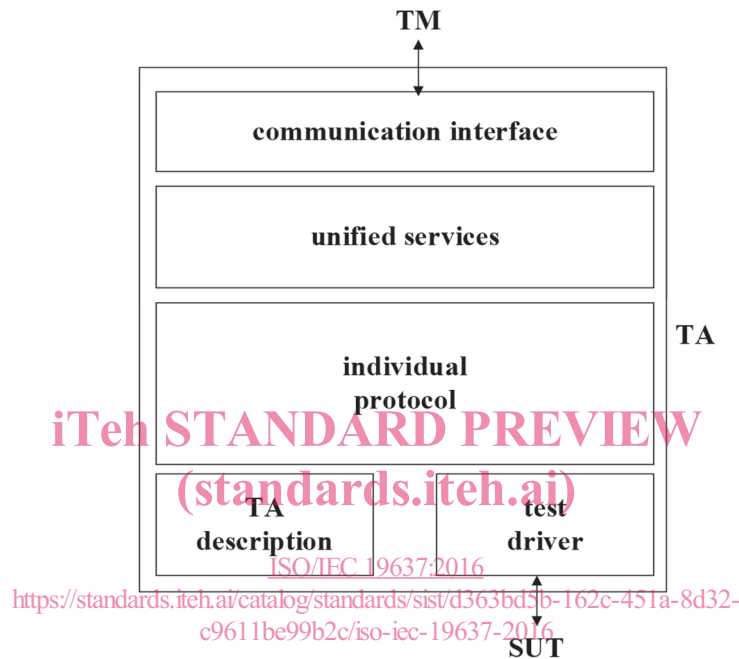 TM
communication interface
unified services
TA
individual
protocol
iTeh STANDARD PREVIEW
(standards.iteh.ai)
TA
description
test
driver
ISO/IEC 19637:2016
https://standards.iteh.ai/catalog/standards/sist/d363bd5b-162c-451a-8d32-
c9611be99b2c/iso-iec-19637-2016
SUT